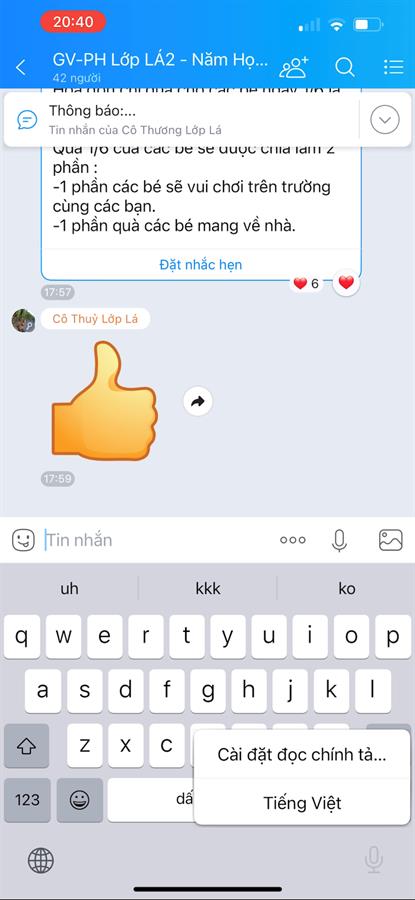 20:40
GV-PH Lớp LÁ2 - Năm Họ...
42 người
Thông báo:...
Tin nhắn của Cô Thương Lớp Lá
Quà 1/6 của các bé sẽ được chia làm 2
phần :
-1 phần các bé sẽ vui chơi trên trường
cùng các bạn.
-1 phần quà các bé mang về nhà.
Đặt nhắc hẹn
6
17:57
Cô Thuỷ Lớp Lá
17:59
Tin nhắn
uh kkk ko
q w e r t y u i o p
a s d f g h j k l
z x c
Cài đặt đọc chính tả...
123 dấ
Tiếng Việt